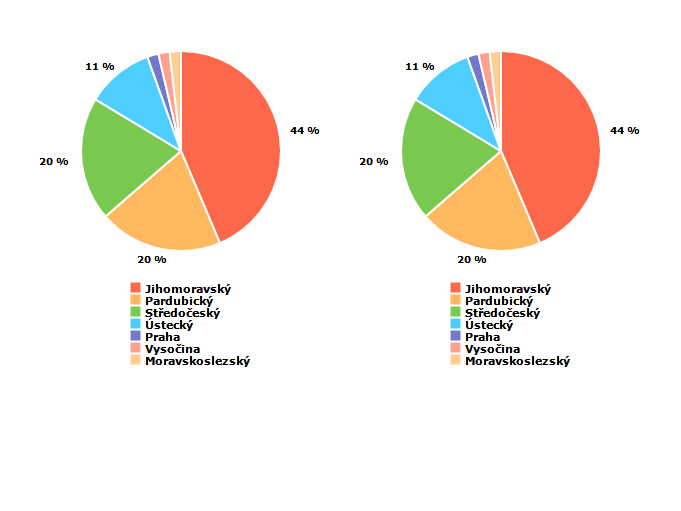 11 %
44 %
20 %
20 %
Jihomoravský
Pardubický
Středočeský
Ústecký
Praha
Vysočina
Moravskoslezský
11 %
44 %
20 %
20 %
Jihomoravský
Pardubický
Středočeský
Ústecký
Praha
Vysočina
Moravskoslezský